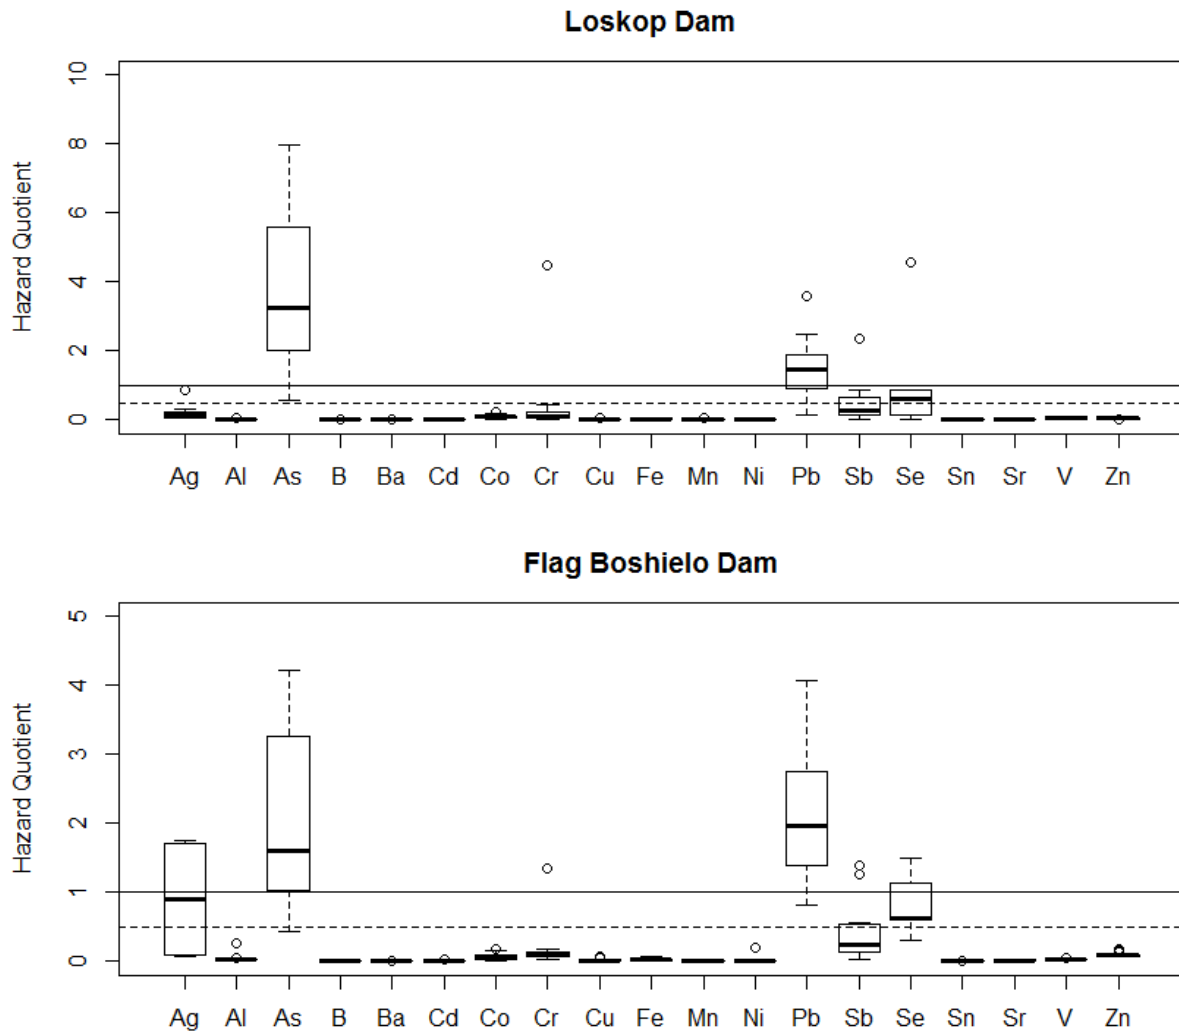 Loskop Dam
Hazard Quotient
10
8
6
4
2
0
Ag Al As B Ba Cd Co Cr Cu Fe Mn Ni Pb Sb Se Sn Sr V Zn
Flag Boshielo Dam
Hazard Quotient
5
4
3
2
1
0
Ag Al As B Ba Cd Co Cr Cu Fe Mn Ni Pb Sb Se Sn Sr V Zn